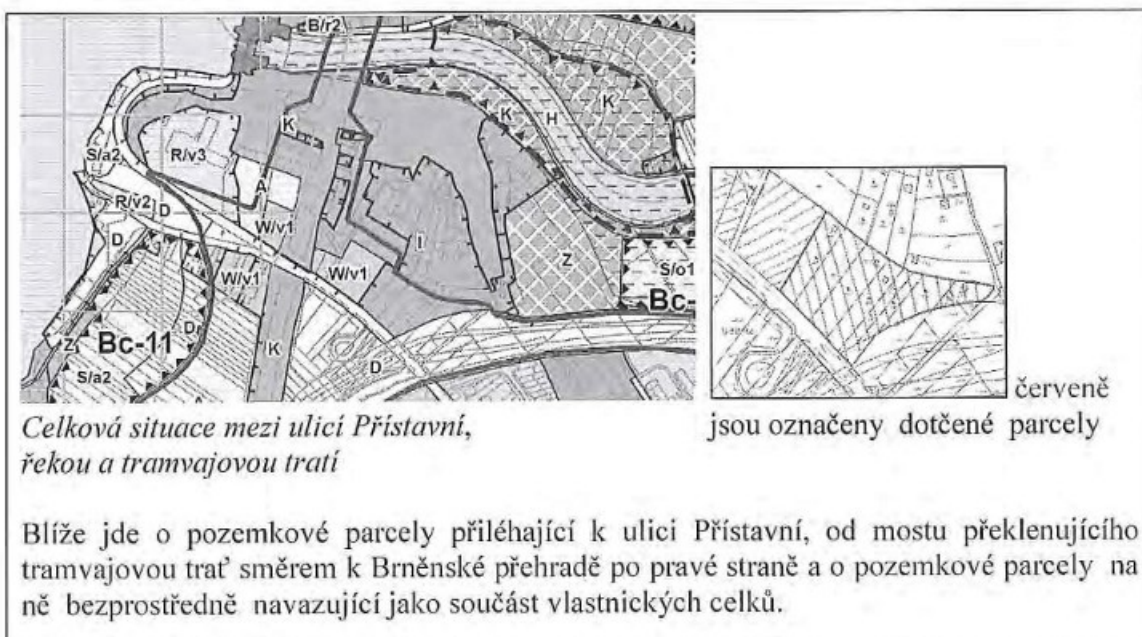 B/r2
K
K
H
K
R/v3
S/a2
A
R/v2
D
W/v1
I
D
W/v1
W/v1
Z
S/o1
Bc-
Bc-11
D
Z
K
D
S/a2
červeně
Celková situace mezi ulicí Přístavní,
jsou označeny dotčené parcely
řekou a tramvajovou tratí
Blíže jde o pozemkové parcely přiléhající k ulici Přístavní, od mostu překlenujícího
tramvajovou trať směrem k Brněnské přehradě po pravé straně a o pozemkové parcely na
ně bezprostředně navazující jako součást vlastnických celků.